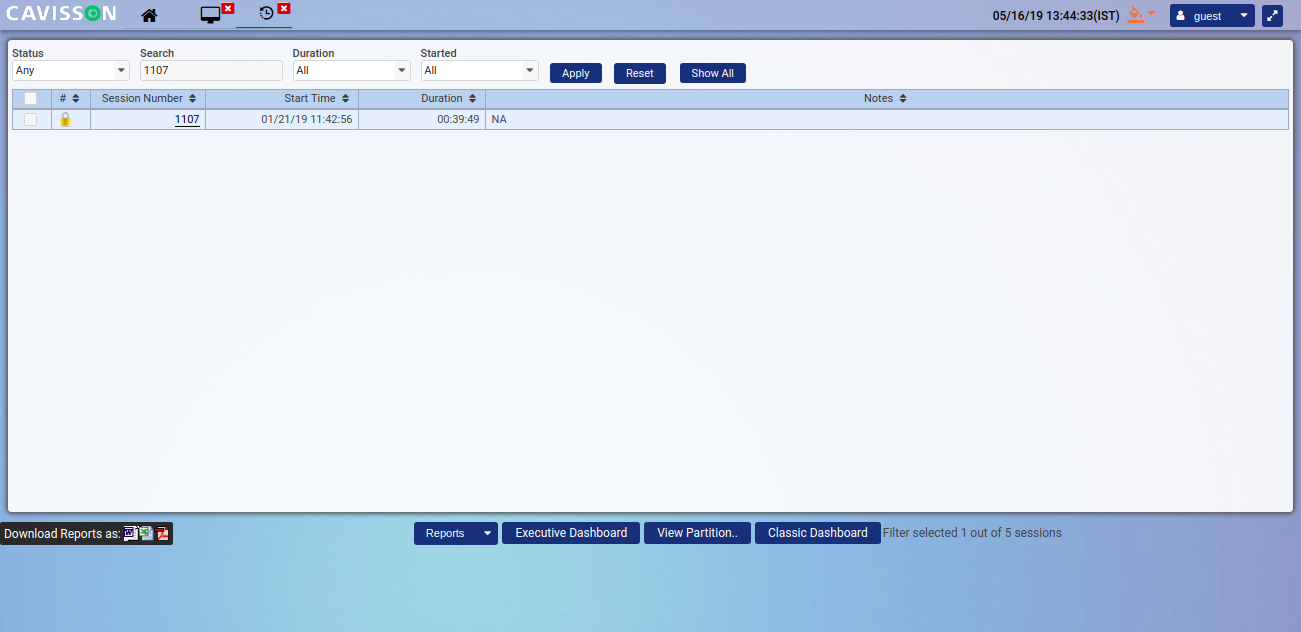 CAVISSON
05/16/19 13:44:33(IST)
guest
Status Search Duration Started
Any 1107 All All Apply Reset Show All
# Session Number Start Time Duration Notes
1107 01/21/19 11:42:56 00:39:49 NA
Download Reports as:
Reports Executive Dashboard View Partition.. Classic Dashboard Filter selected 1 out of 5 sessions